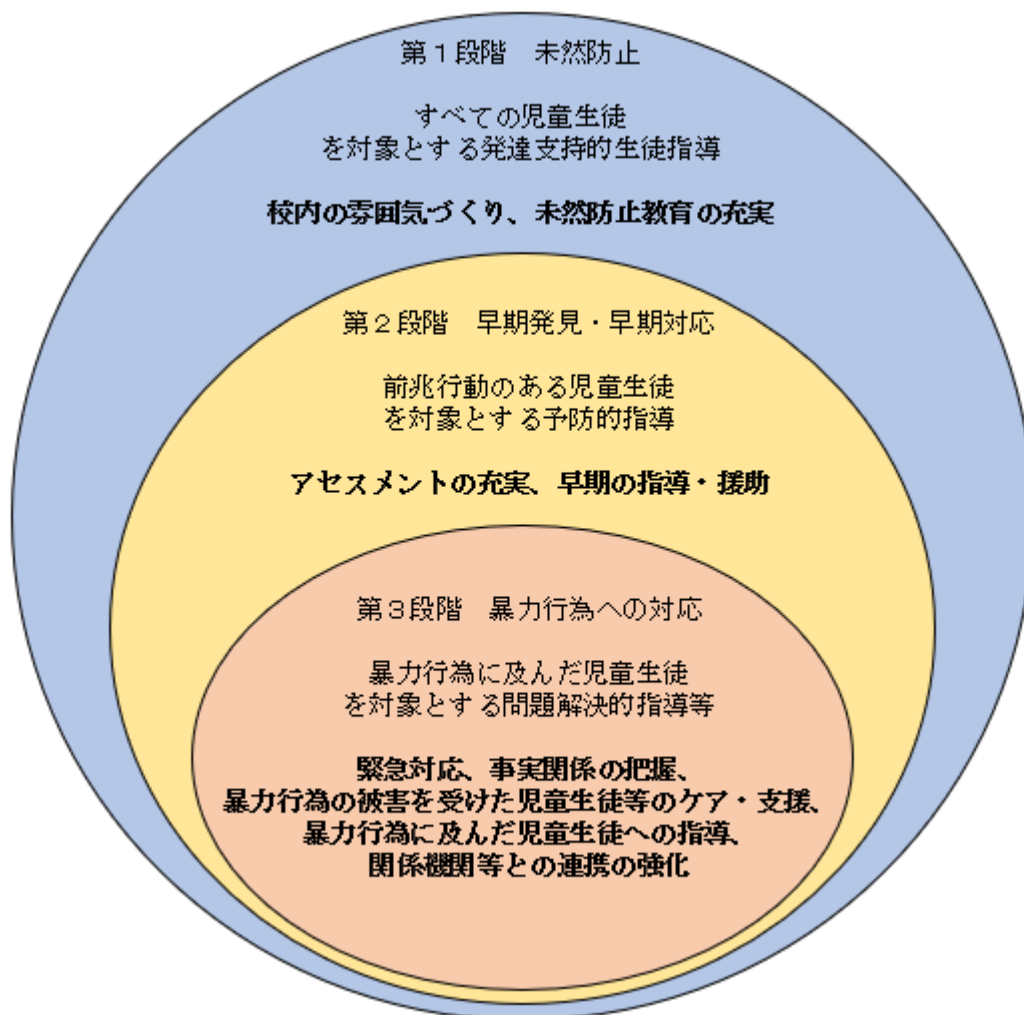 第１段階　未然防止
すべての児童生徒
を対象とする発達支持的生徒指導
校内の雰囲気づくり、未然防止教育の充実
第２段階　早期発見・早期対応
前兆行動のある児童生徒
を対象とする予防的指導
アセスメントの充実、早期の指導・援助
第３段階　暴力行為への対応
暴力行為に及んだ児童生徒
を対象とする問題解決的指導等
緊急対応、事実関係の把握、
暴力行為の被害を受けた児童生徒等のケア・支援、
暴力行為に及んだ児童生徒への指導、
関係機関等との連携の強化